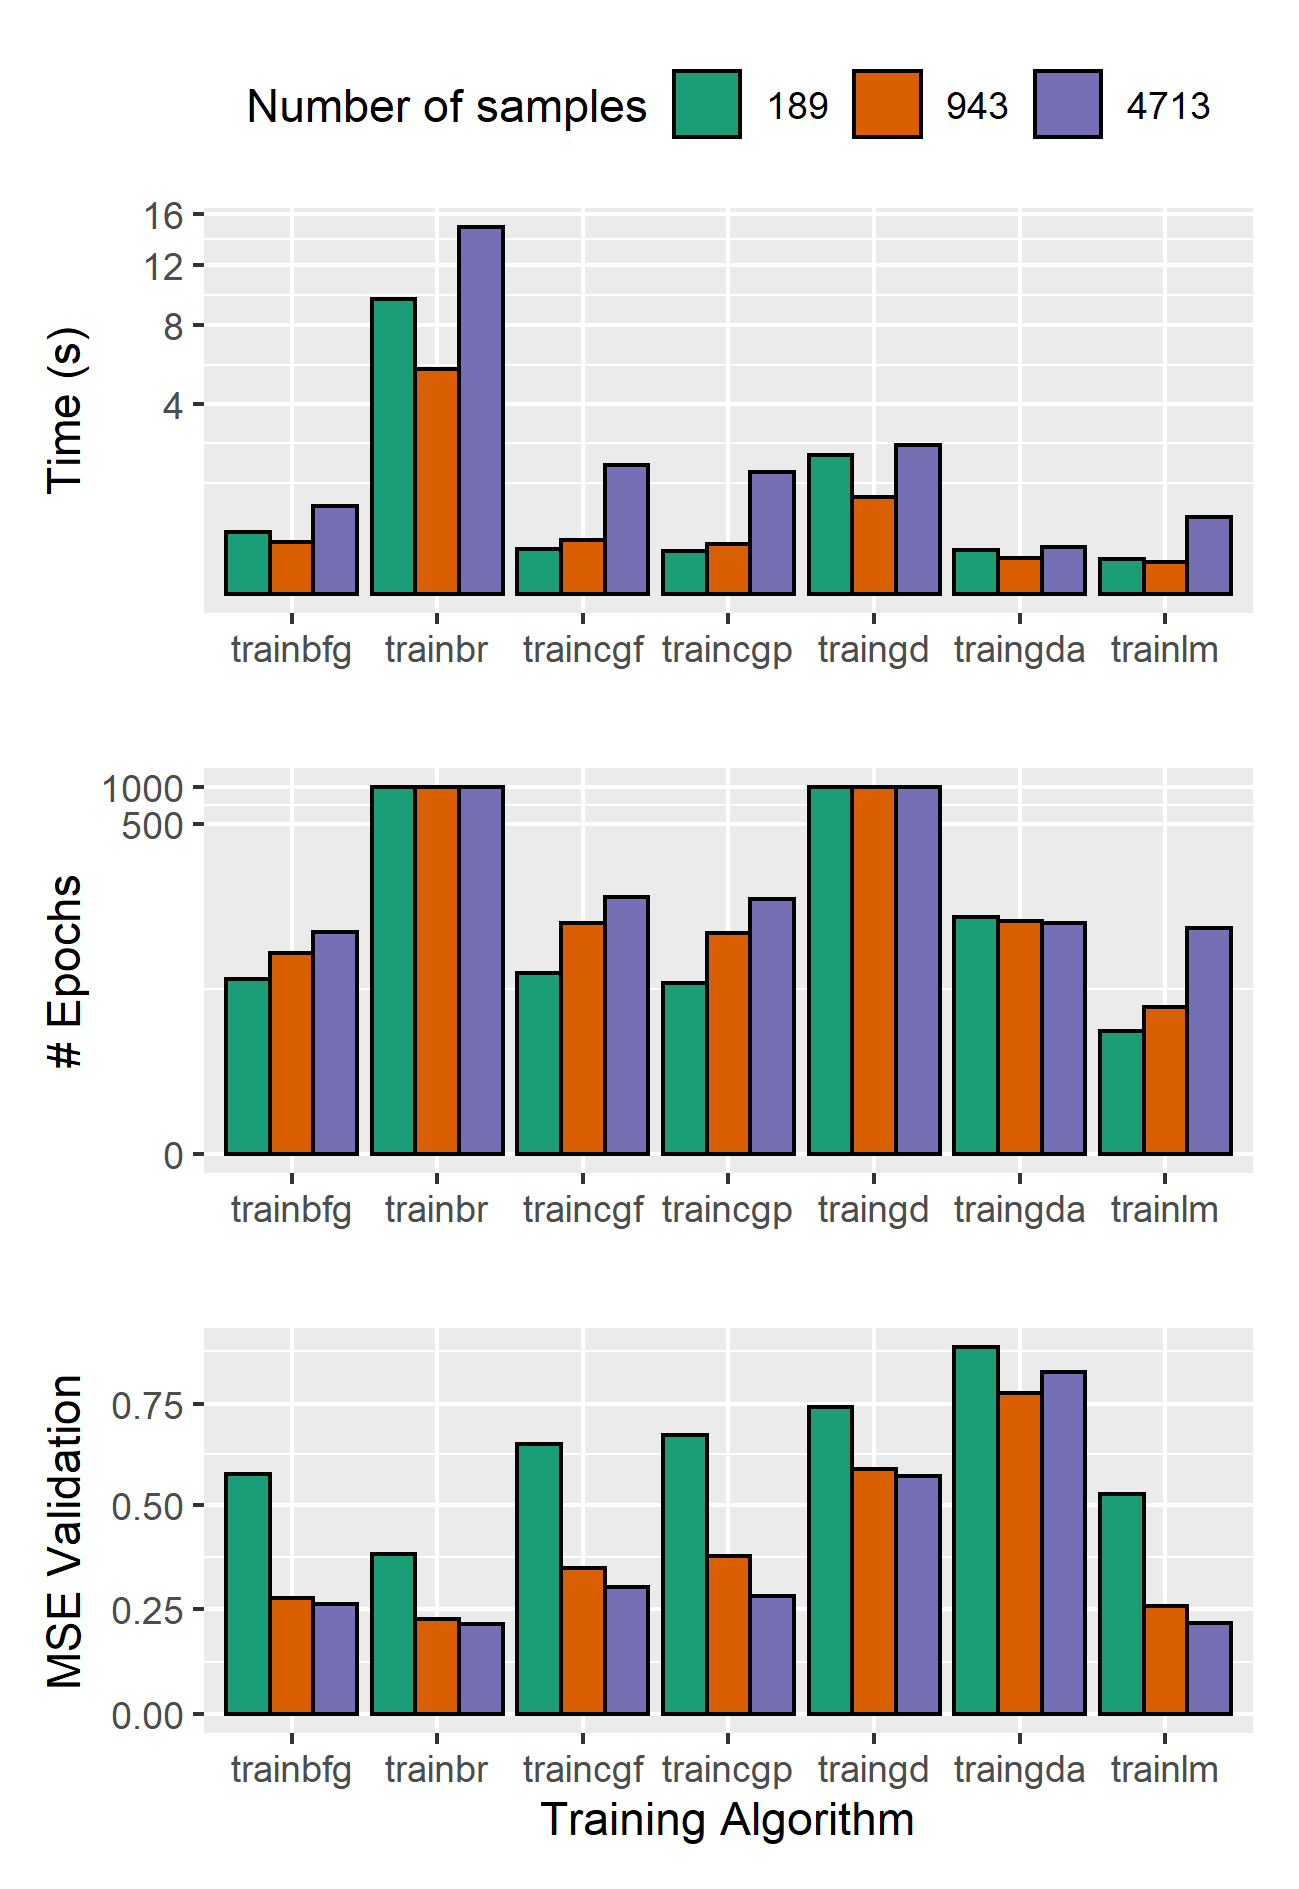 Number of samples 189 943 4713
16
12
8
4
Time (s)
trainbfg trainbr traincgf traincgp traingd traingda trainlm
1000
500
0
# Epochs
trainbfg trainbr traincgf traincgp traingd traingda trainlm
0.75
0.50
0.25
0.00
MSE Validation
trainbfg trainbr traincgf traincgp traingd traingda trainlm
Training Algorithm